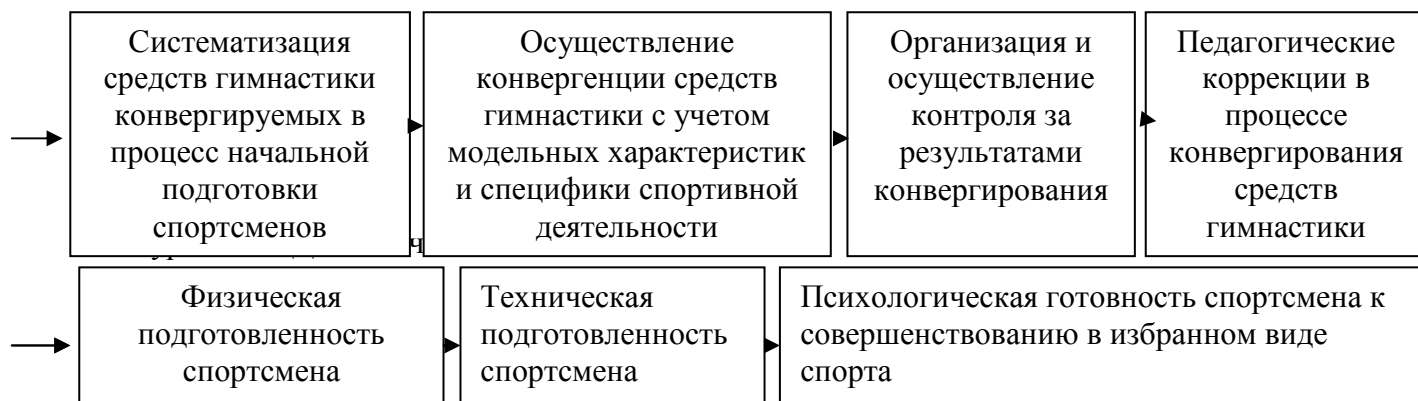 Систематизация
средств гимнастики
конвергируемых в
процесс начальной
подготовки
спортсменов
Осуществление
конвергенции средств
гимнастики с учетом
модельных характеристик
и специфики спортивной
деятельности
Организация и
осуществление
контроля за
результатами
конвергирования
Педагогические
коррекции в
процессе
конвергирования
средств
гимнастики
Физическая
подготовленность
спортсмена
Техническая
подготовленность
спортсмена
Психологическая готовность спортсмена к
совершенствованию в избранном виде
спорта